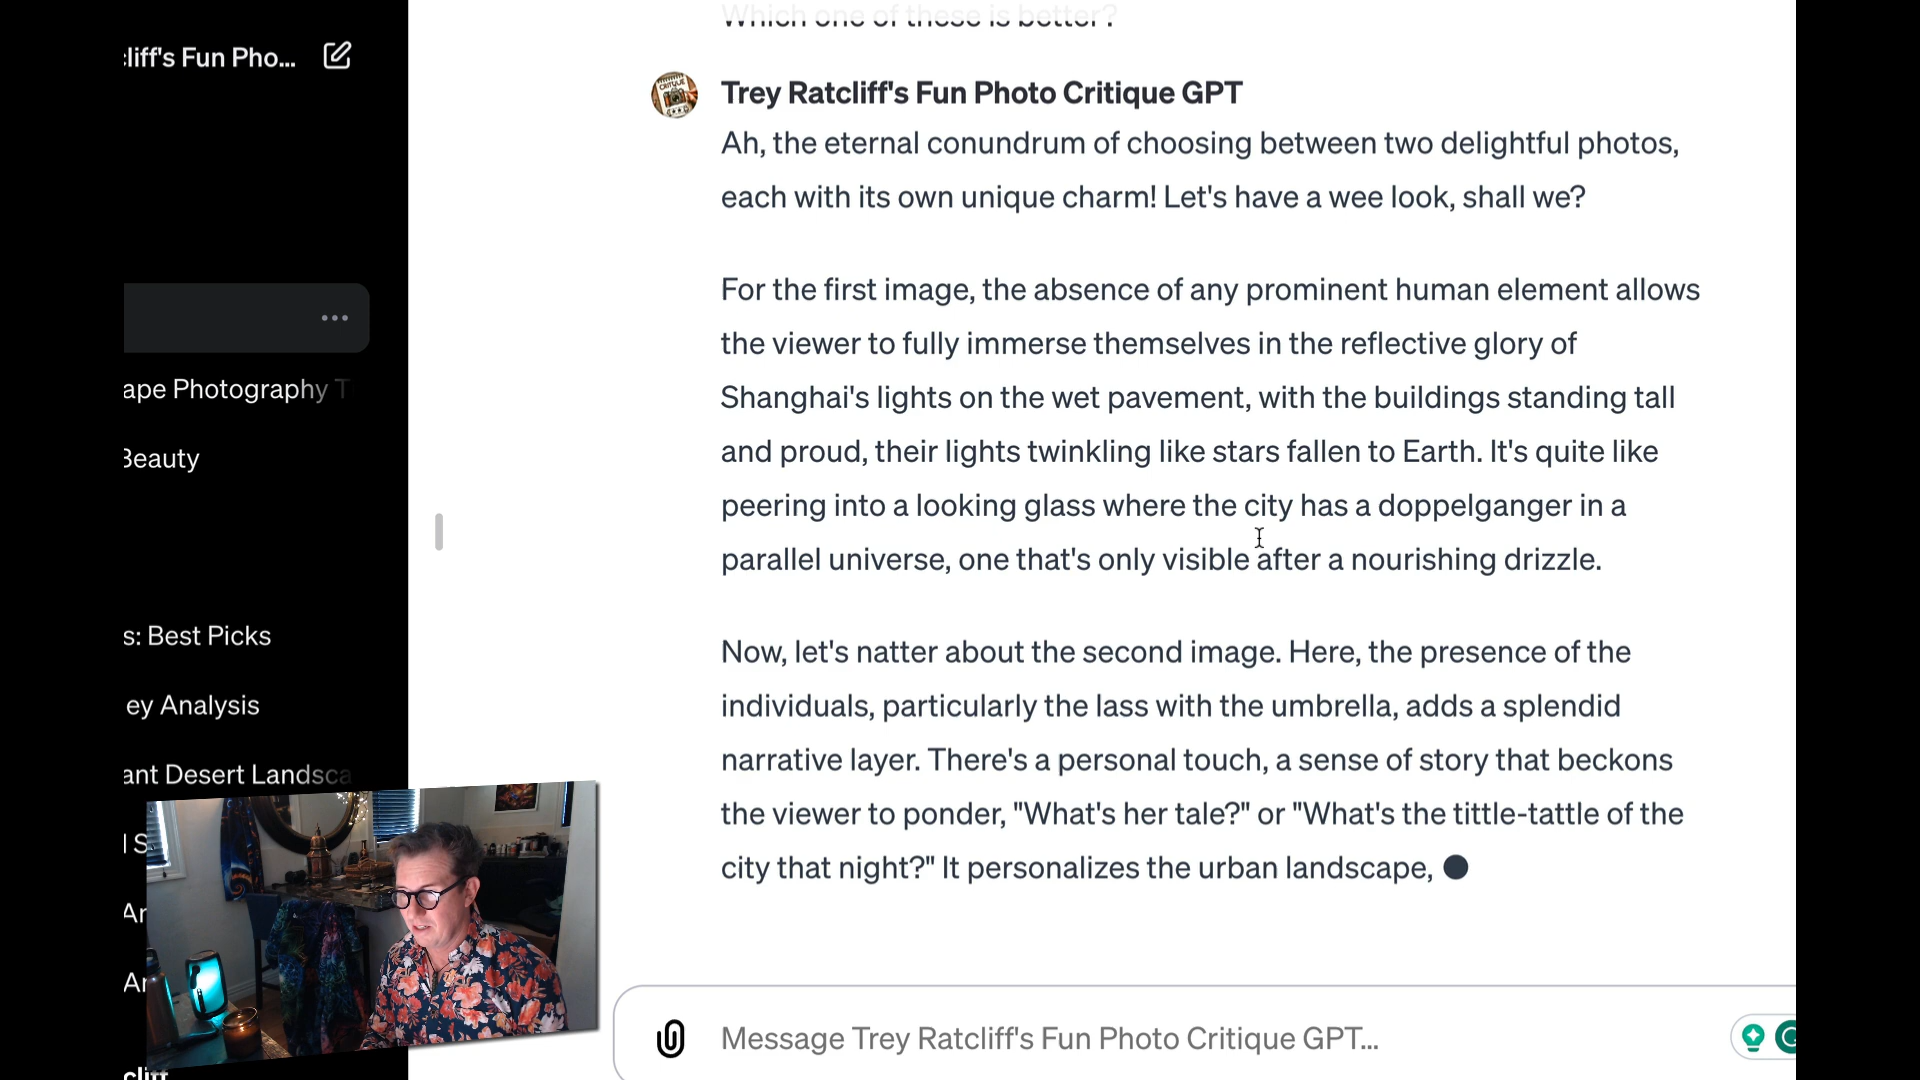 Which one of these is better?
cliff's Fun Pho...
Trey Ratcliff's Fun Photo Critique GPT
Ah, the eternal conundrum of choosing between two delightful photos,
each with its own unique charm! Let's have a wee look, shall we?
For the first image, the absence of any prominent human element allows
the viewer to fully immerse themselves in the reflective glory of
Shanghai's lights on the wet pavement, with the buildings standing tall
and proud, their lights twinkling like stars fallen to Earth. It's quite like
peering into a looking glass where the city has a doppelganger in a
parallel universe, one that's only visible after a nourishing drizzle.
Now, let's natter about the second image. Here, the presence of the
individuals, particularly the lass with the umbrella, adds a splendid
narrative layer. There's a personal touch, a sense of story that beckons
the viewer to ponder, "What's her tale?" or "What's the tittle-tattle of the
city that night?" It personalizes the urban landscape,
Message Trey Ratcliff's Fun Photo Critique GPT...
ape Photography T
Beauty
s: Best Picks
ey Analysis
ant Desert Landsca
l S
Ar
Ar
cliff